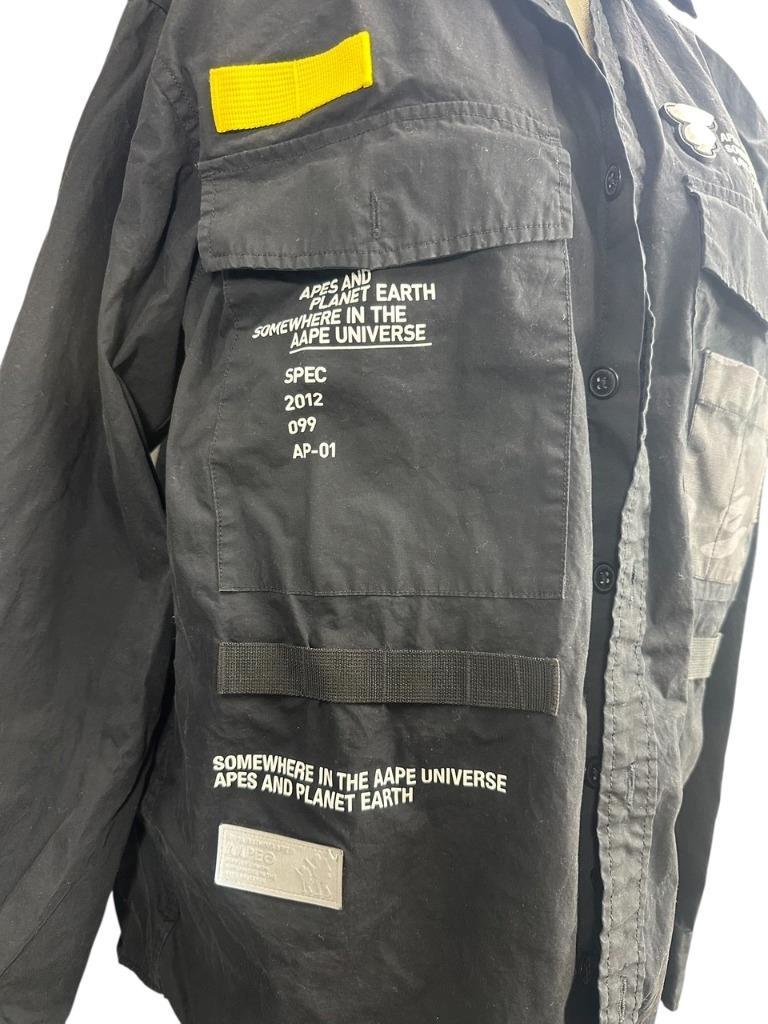 APES AND
PLANET EARTH
SOMEWHERE IN THE
AAPE UNIVERSE
SPEC
2012
099
AP-01
SOMEWHERE IN THE AAPE UNIVERSE
APES AND PLANET EARTH
AAPE